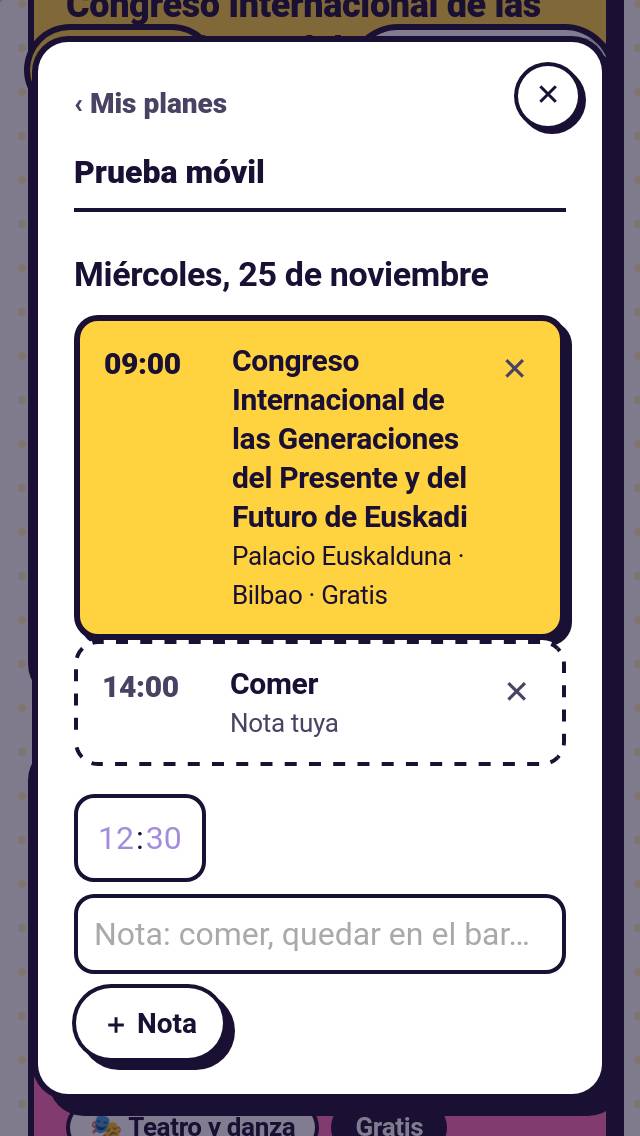 Congreso Internacional de las
‹ Mis planes
✕
Prueba móvil
Miércoles, 25 de noviembre
09:00
Congreso
Internacional de
las Generaciones
del Presente y del
Futuro de Euskadi
Palacio Euskalduna ·
Bilbao · Gratis
✕
14:00
Comer
Nota tuya
✕
12:30
Nota: comer, quedar en el bar…
+ Nota
🎭 Teatro y danza
Gratis